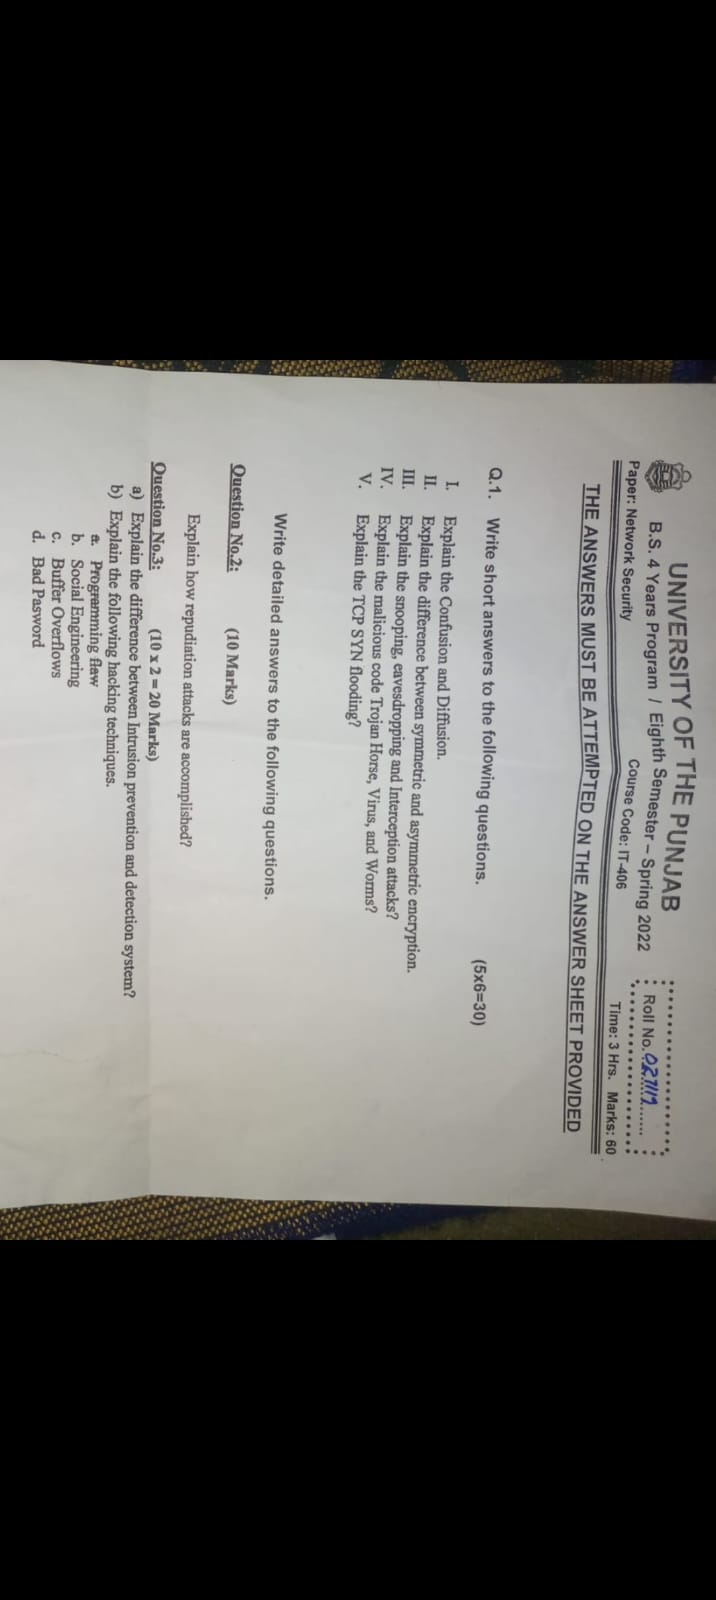 UNIVERSITY OF THE PUNJAB
B.S. 4 Years Program / Eighth Semester – Spring 2022
Roll No. 027119
Paper: Network Security Course Code: IT-406 Time: 3 Hrs. Marks: 60
THE ANSWERS MUST BE ATTEMPTED ON THE ANSWER SHEET PROVIDED
Q.1. Write short answers to the following questions. (5x6=30)
I. Explain the Confusion and Diffusion.
II. Explain the difference between symmetric and asymmetric encryption.
III. Explain the snooping, eavesdropping and Interception attacks?
IV. Explain the malicious code Trojan Horse, Virus, and Worms?
V. Explain the TCP SYN flooding?
Write detailed answers to the following questions.
Question No.2: (10 Marks)
Explain how repudiation attacks are accomplished?
Question No.3: (10 x 2 = 20 Marks)
a) Explain the difference between Intrusion prevention and detection system?
b) Explain the following hacking techniques.
a. Programming flaw
b. Social Engineering
c. Buffer Overflows
d. Bad Pasword